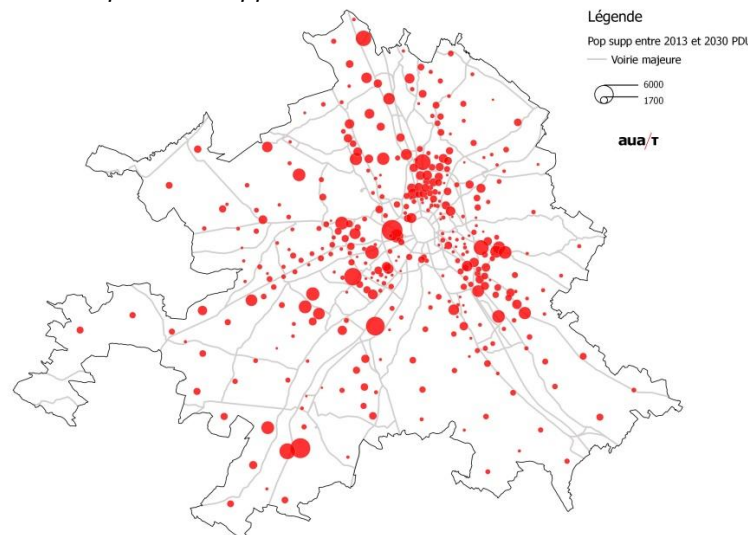 Légende
Pop supp entre 2013 et 2030 PDU
Voirie majeure
6000
1700
aua/T